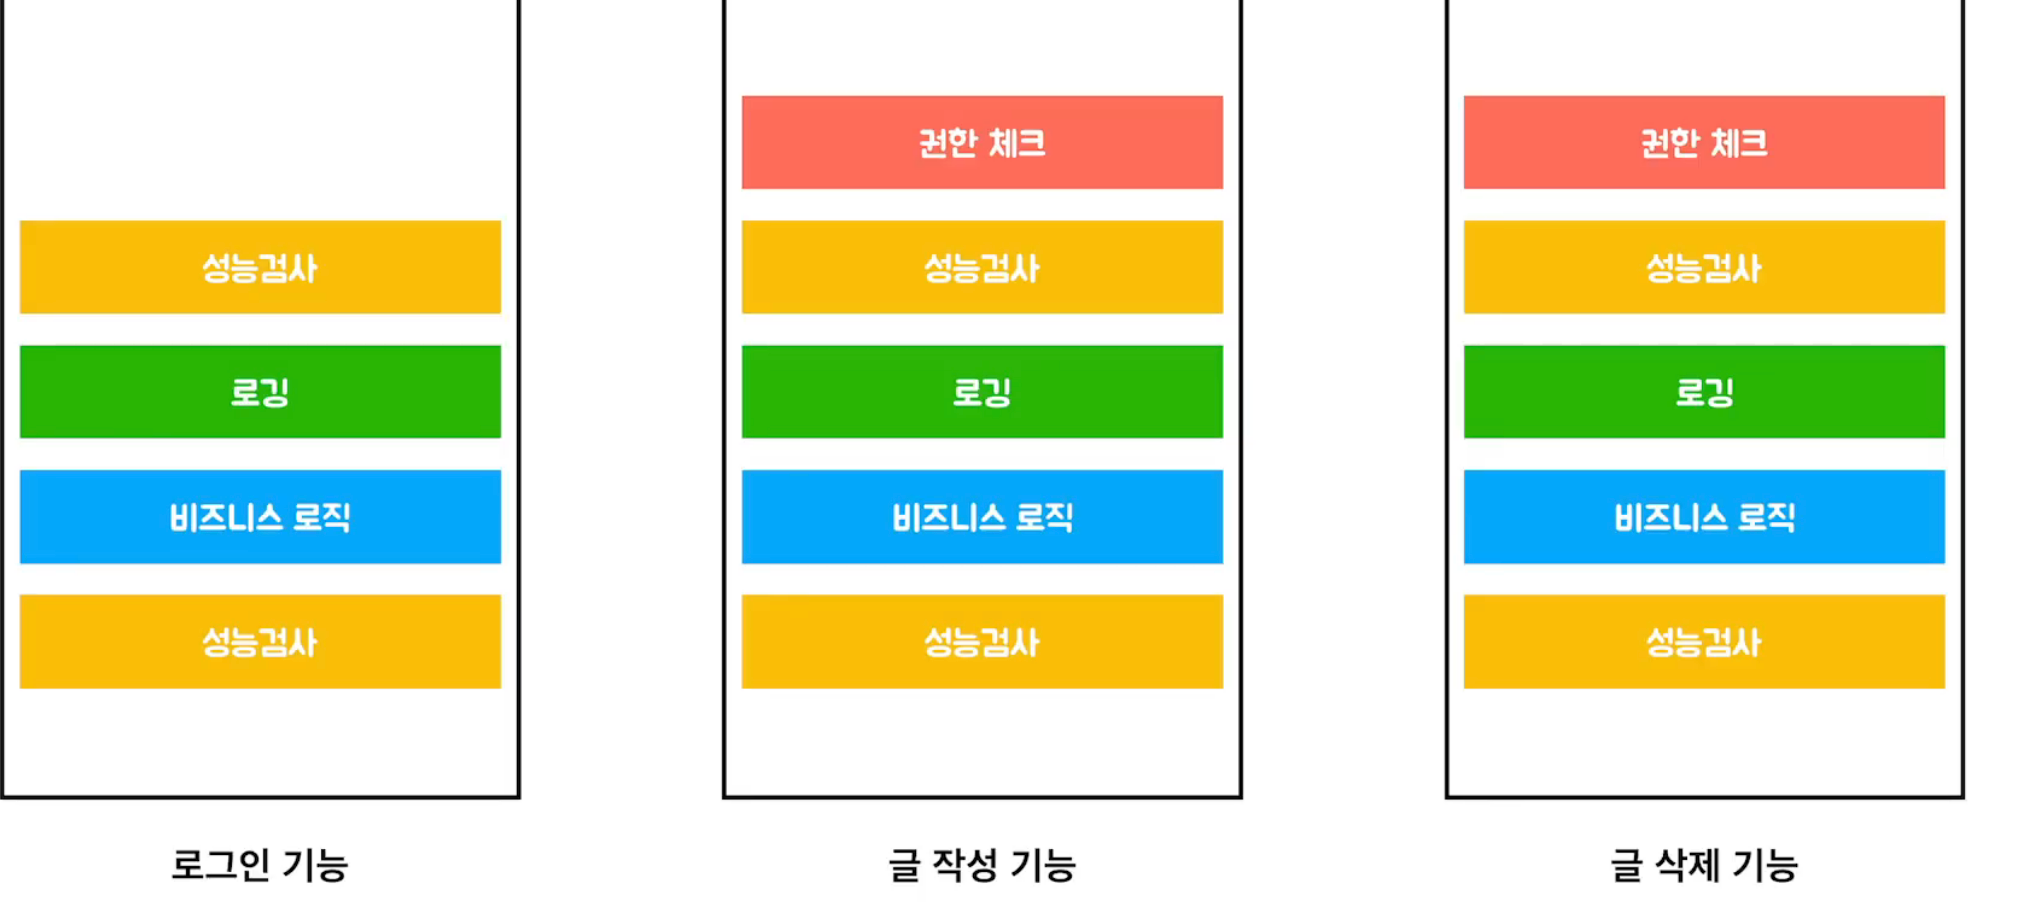 성능검사
로깅
비즈니스 로직
성능검사
로그인 기능
권한 체크
성능검사
로깅
비즈니스 로직
성능검사
글 작성 기능
권한 체크
성능검사
로깅
비즈니스 로직
성능검사
글 삭제 기능